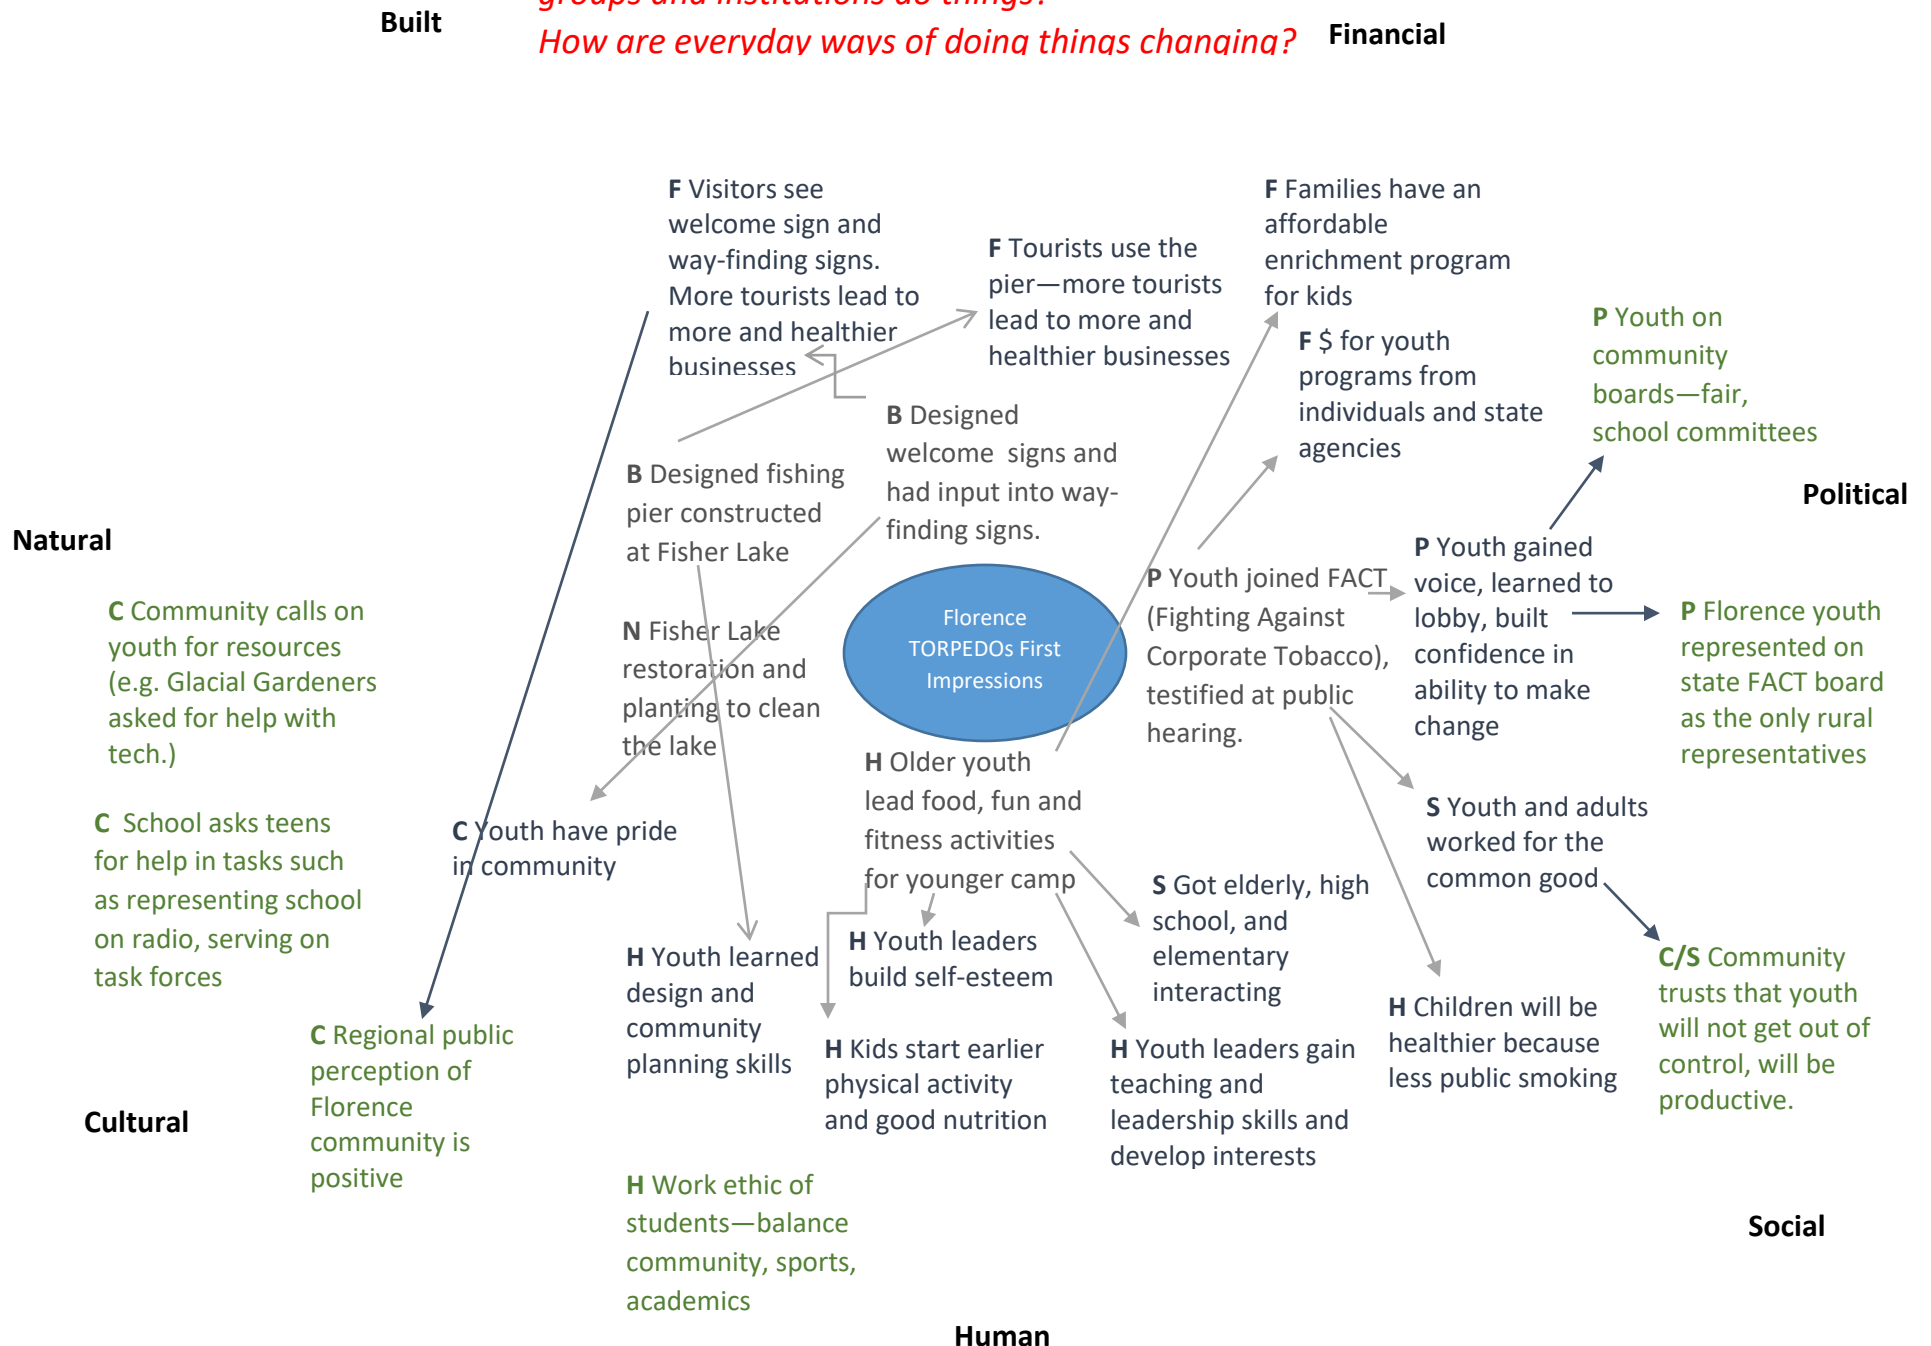 groups and institutions do things?
Built
How are everyday ways of doing things changing?
Financial
F Visitors see
welcome sign and
way-finding signs.
More tourists lead to
more and healthier
businesses
F Tourists use the
pier—more tourists
lead to more and
healthier businesses
F Families have an
affordable
enrichment program
for kids
F $ for youth
programs from
individuals and state
agencies
P Youth on
community
boards—fair,
school committees
Political
B Designed
welcome signs and
had input into way-
finding signs.
B Designed fishing
pier constructed
at Fisher Lake
Natural
C Community calls on
youth for resources
(e.g. Glacial Gardeners
asked for help with
tech.)
N Fisher Lake
restoration and
planting to clean
the lake
Florence
TORPEDOs First
Impressions
P Youth joined FACT
(Fighting Against
Corporate Tobacco),
testified at public
hearing.
P Youth gained
voice, learned to
lobby, built
confidence in
ability to make
change
P Florence youth
represented on
state FACT board
as the only rural
representatives
H Older youth
lead food, fun and
fitness activities
for younger camp
C School asks teens
for help in tasks such
as representing school
on radio, serving on
task forces
C Youth have pride
in community
S Youth and adults
worked for the
common good
S Got elderly, high
school, and
elementary
interacting
H Youth learned
design and
community
planning skills
H Youth leaders
build self-esteem
C/S Community
trusts that youth
will not get out of
control, will be
productive.
H Children will be
healthier because
less public smoking
C Regional public
perception of
Florence
community is
positive
H Kids start earlier
physical activity
and good nutrition
H Youth leaders gain
teaching and
leadership skills and
develop interests
Cultural
H Work ethic of
students—balance
community, sports,
academics
Social
Human